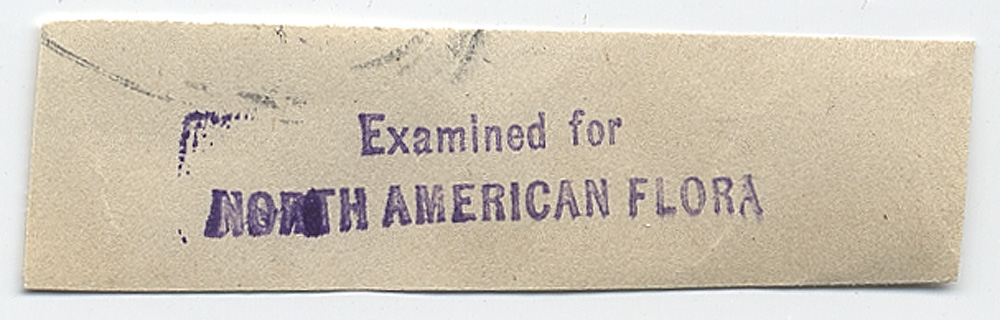 Examined for
NORTH AMERICAN FLORA